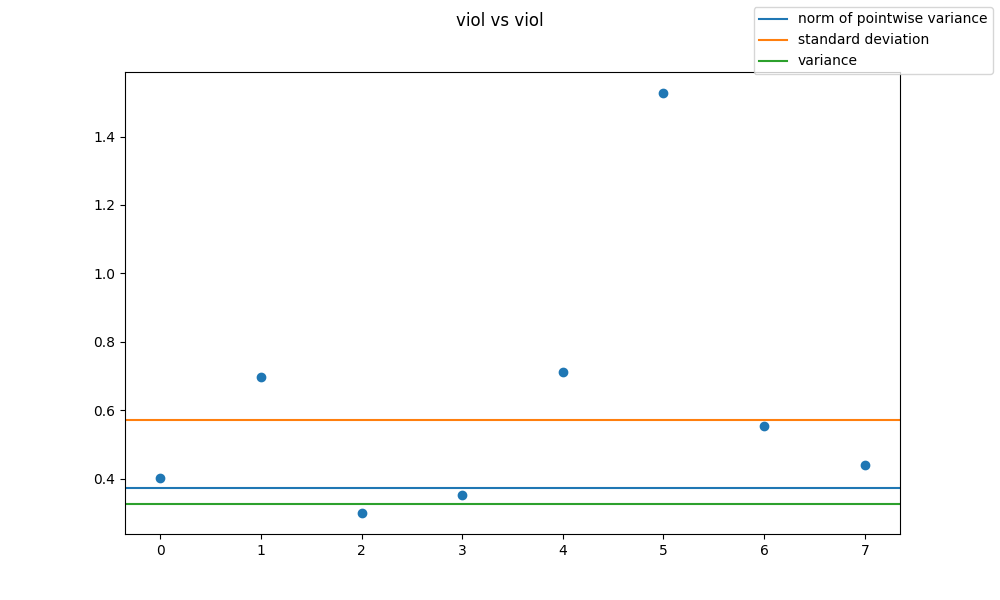 viol vs viol
norm of pointwise variance
standard deviation
variance
1.4
1.2
1.0
0.8
0.6
0.4
0 1 2 3 4 5 6 7